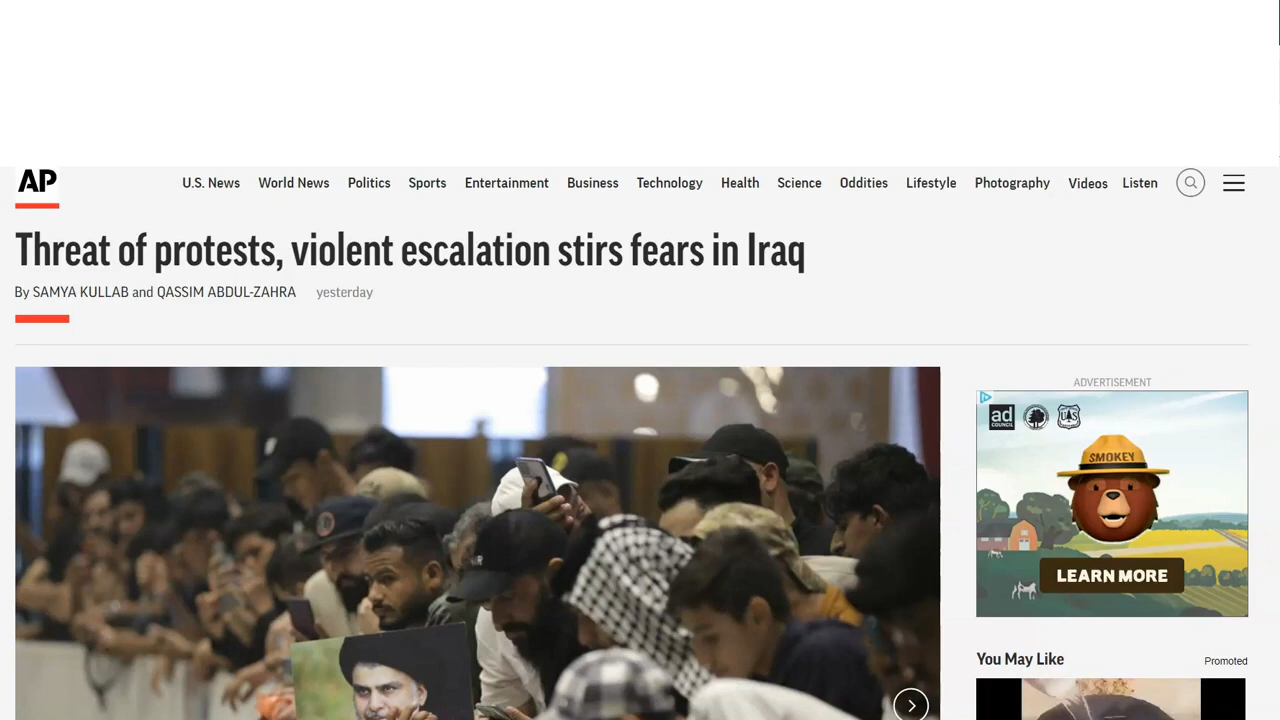 AP
U.S. News World News Politics Sports Entertainment Business Technology Health Science Oddities Lifestyle Photography Videos Listen
Threat of protests, violent escalation stirs fears in Iraq
By SAMYA KULLAB and QASSIM ABDUL-ZAHRA yesterday
ADVERTISEMENT
ad
COUNCIL
UAS
SMOKEY
LEARN MORE
You May Like
Promoted